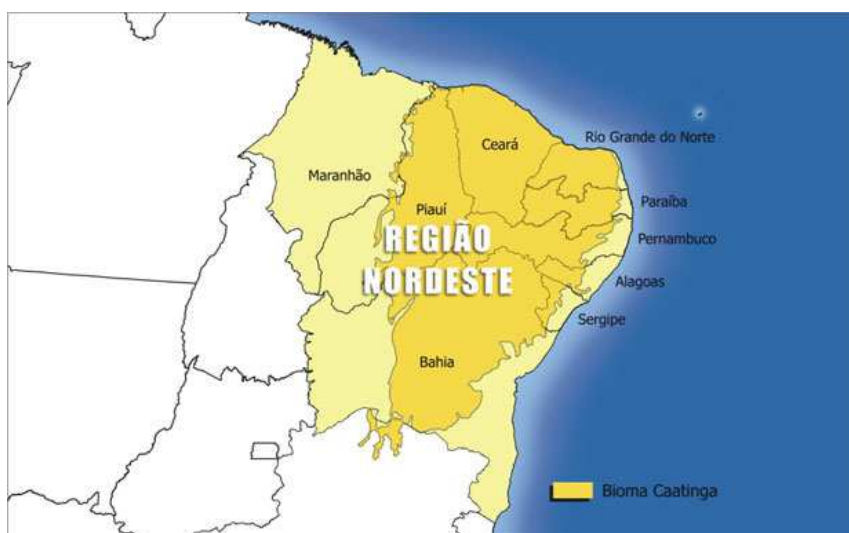 Rio Grande do Norte
Ceará
Maranhão
Paraíba
Piauí
REGIÃO
NORDESTE
Pernambuco
Alagoas
Sergipe
Bahia
Bioma Caatinga